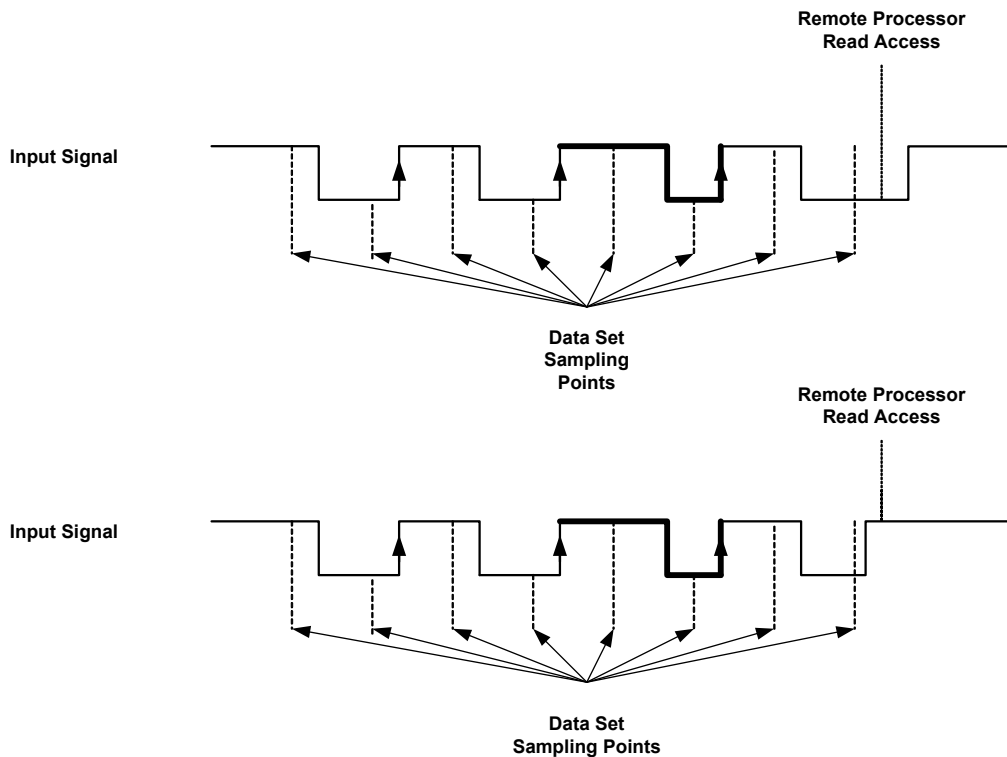 Remote Processor
Read Access
Input Signal
Data Set
Sampling
Points
Remote Processor
Read Access
Input Signal
Data Set
Sampling Points